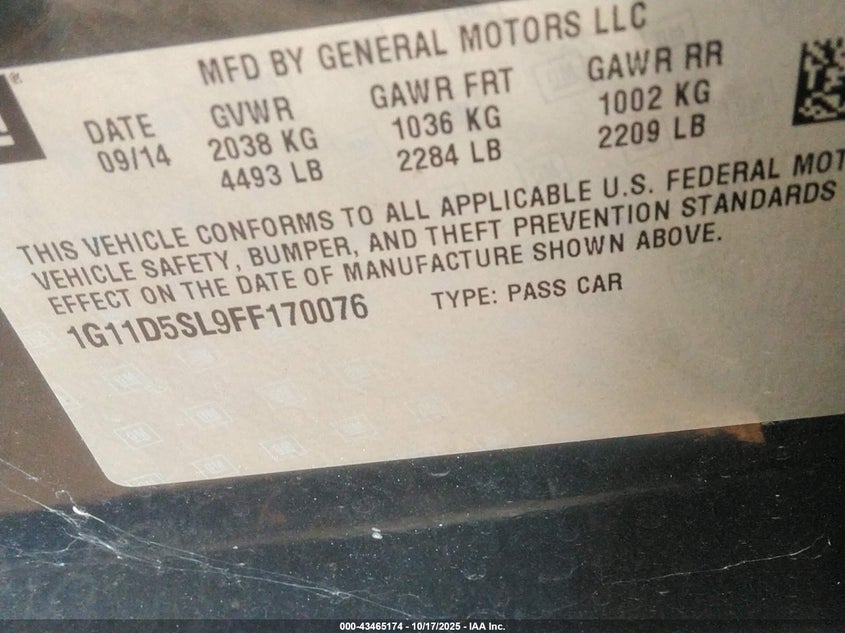 MFD BY GENERAL MOTORS LLC
DATE GVWR GAWR FRT GAWR RR
09/14 2038 KG 1036 KG 1002 KG
4493 LB 2284 LB 2209 LB
THIS VEHICLE CONFORMS TO ALL APPLICABLE U.S. FEDERAL MOT
VEHICLE SAFETY, BUMPER, AND THEFT PREVENTION STANDARDS
EFFECT ON THE DATE OF MANUFACTURE SHOWN ABOVE.
1G11D5SL9FF170076 TYPE: PASS CAR
000-43465174 - 10/17/2025 - IAA Inc.